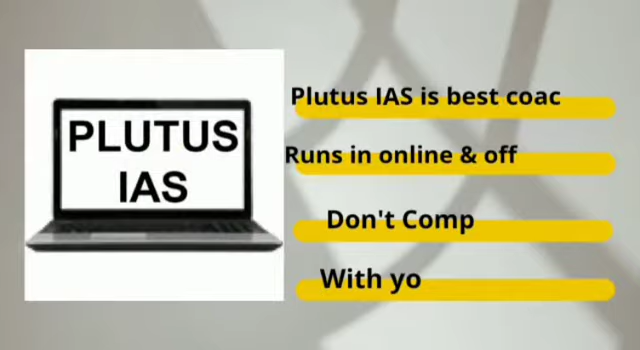 PLUTUS
IAS
Plutus IAS is best coac
Runs in online & off
Don't Comp
With yo